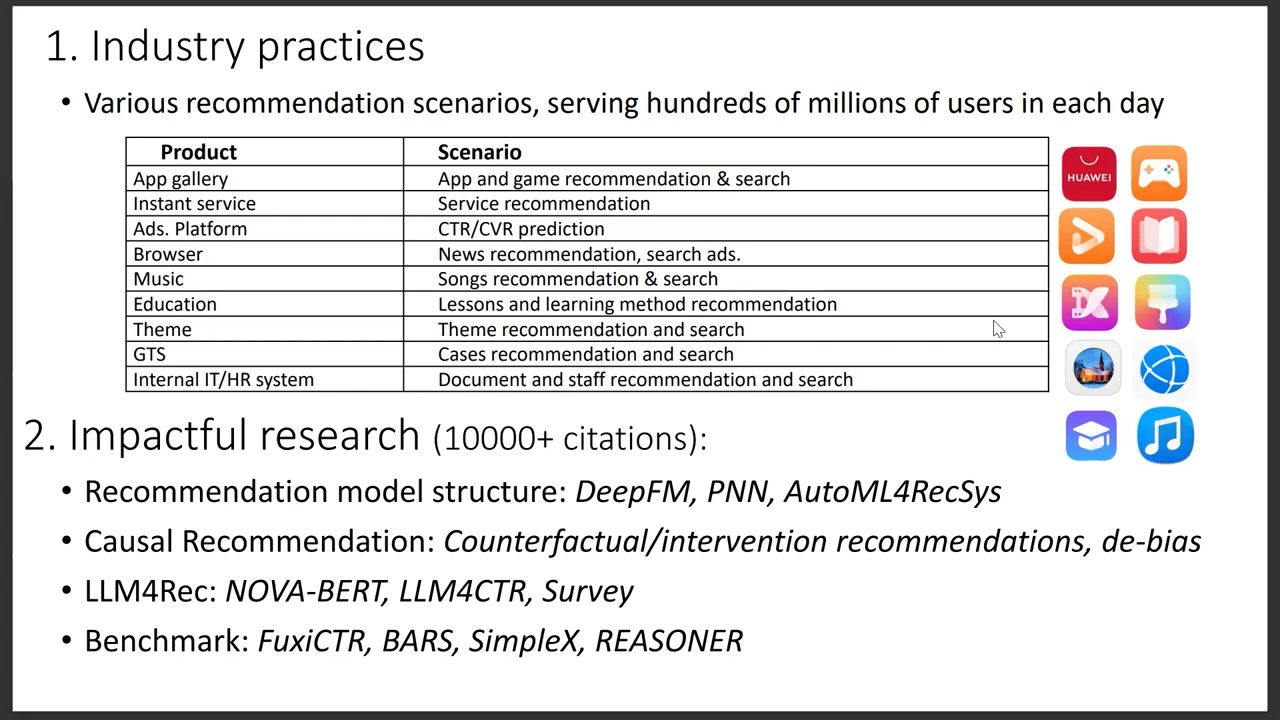 1. Industry practices
• Various recommendation scenarios, serving hundreds of millions of users in each day
Product Scenario
App gallery App and game recommendation & search
Instant service Service recommendation
Ads. Platform CTR/CVR prediction
Browser News recommendation, search ads.
Music Songs recommendation & search
Education Lessons and learning method recommendation
Theme Theme recommendation and search
GTS Cases recommendation and search
Internal IT/HR system Document and staff recommendation and search
HUAWEI
2. Impactful research (10000+ citations):
• Recommendation model structure: DeepFM, PNN, AutoML4RecSys
• Causal Recommendation: Counterfactual/intervention recommendations, de-bias
• LLM4Rec: NOVA-BERT, LLM4CTR, Survey
• Benchmark: FuxiCTR, BARS, SimpleX, REASONER